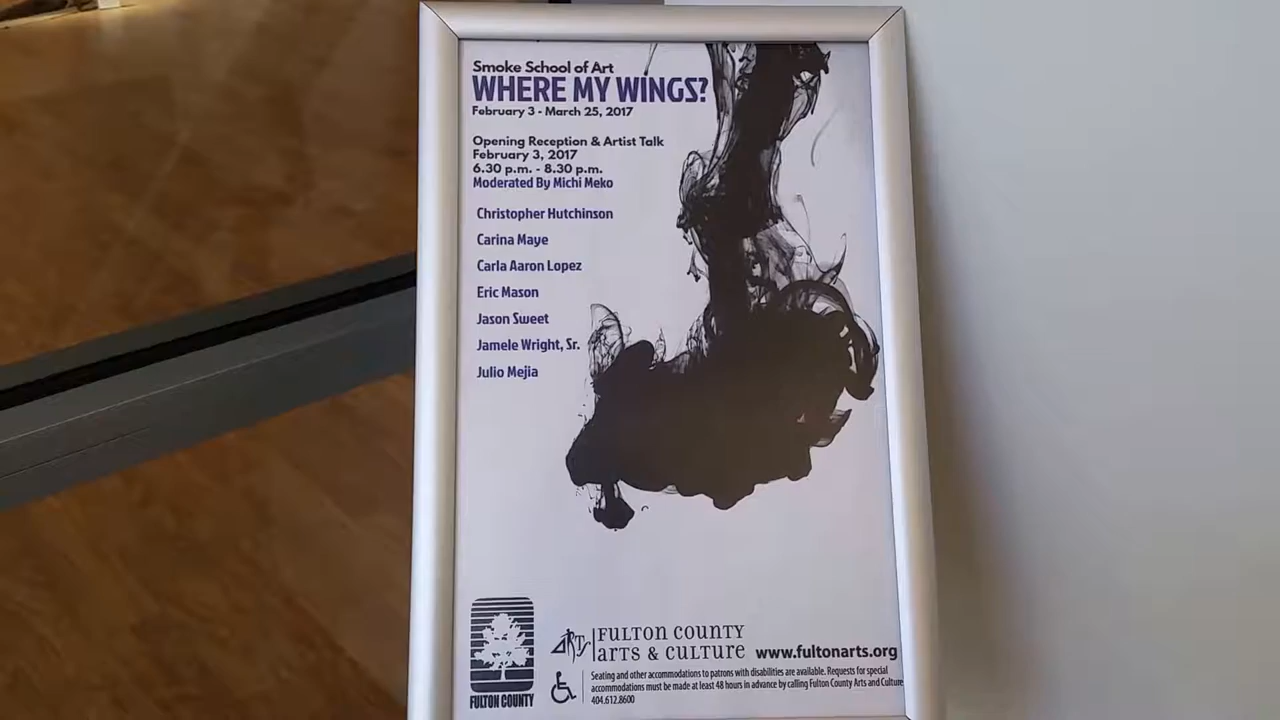 Smoke School of Art
WHERE MY WINGS?
February 3 - March 25, 2017
Opening Reception & Artist Talk
February 3, 2017
6.30 p.m. - 8.30 p.m.
Moderated By Michi Meko
Christopher Hutchinson
Carina Maye
Carla Aaron Lopez
Eric Mason
Jason Sweet
Jamele Wright, Sr.
Julio Mejia
FULTON COUNTY
ARTS
FULTON COUNTY
ARTS & CULTURE
www.fultonarts.org
Seating and other accommodations to patrons with disabilities are available. Requests for special
accommodations must be made at least 48 hours in advance by calling Fulton County Arts and Culture
404.612.8600